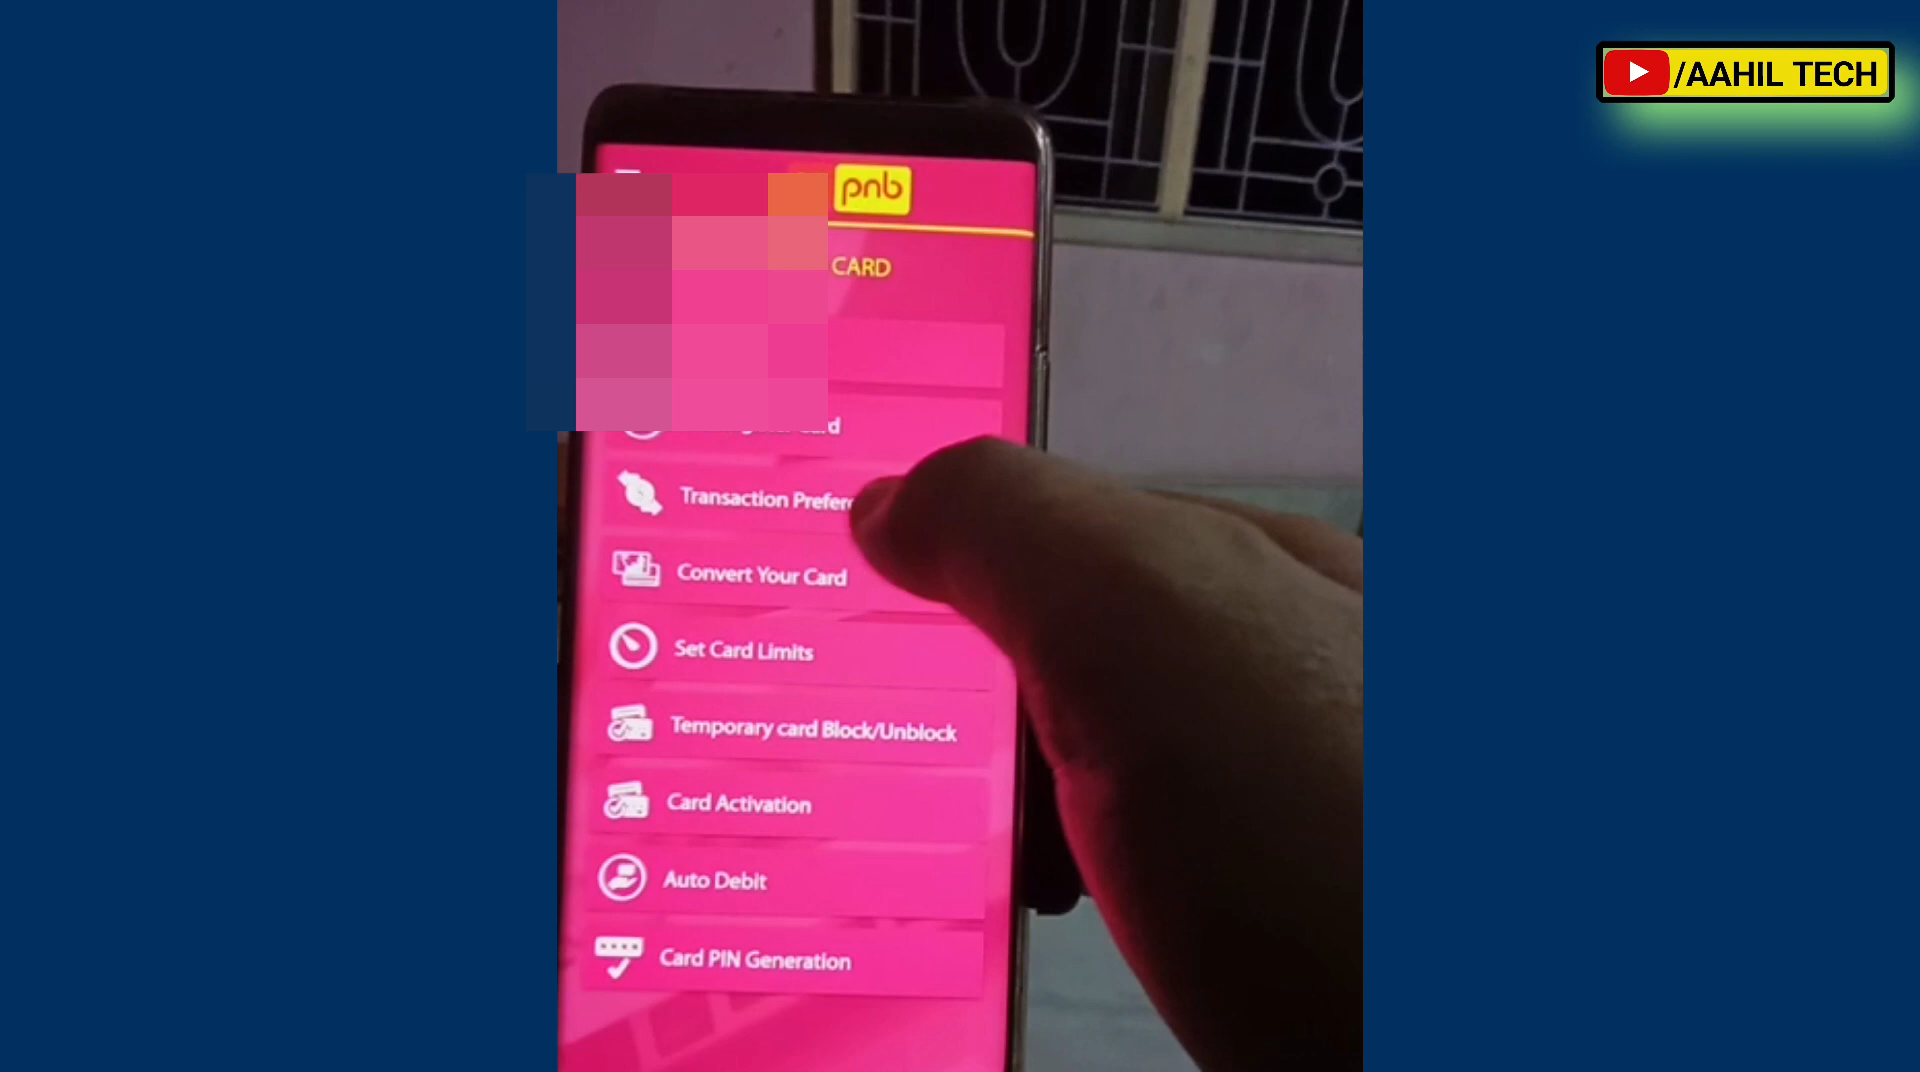 /AAHIL TECH
pnb
CARD
Transaction
Convert Your Card
Set Card Limits
Temporary card Block/Unblock
Card Activation
Auto Debit
Card PIN Generation